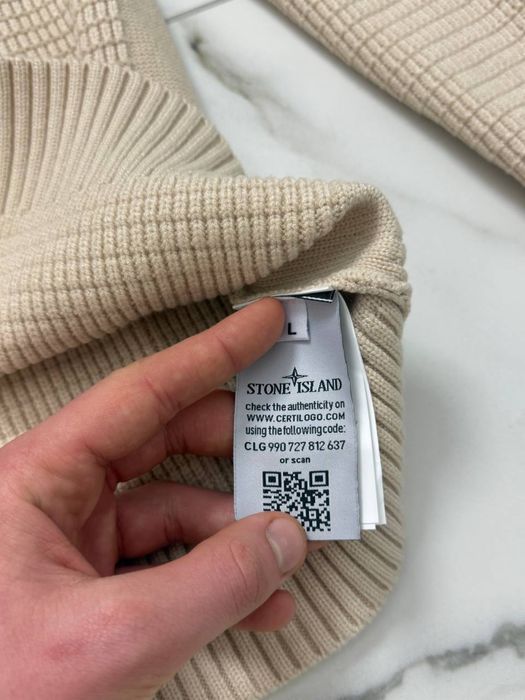 L
STONE ISLAND
check the authenticity on
WWW.CERTILOGO.COM
using the following code:
CLG 990 727 812 637
or scan